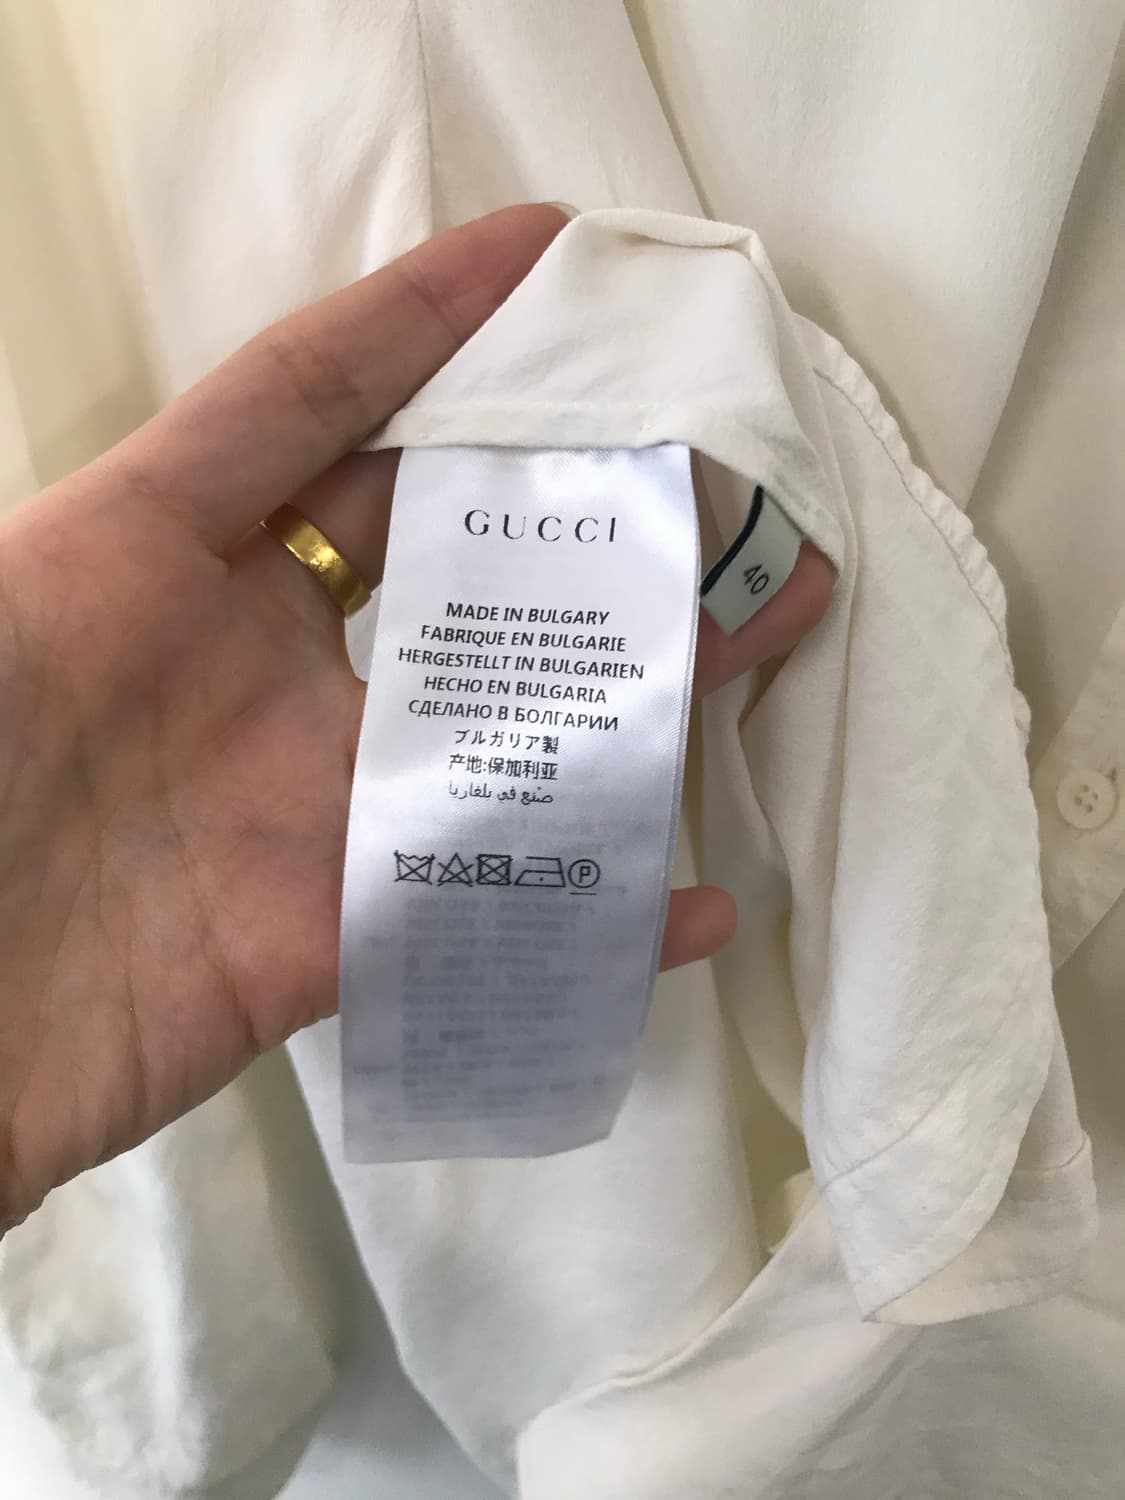 GUCCI
40
MADE IN BULGARY
FABRIQUE EN BULGARIE
HERGESTELLT IN BULGARIEN
HECHO EN BULGARIA
СДЕЛАНО В БОЛГАРИИ
ブルガリア製
产地:保加利亚
صنع في بلغاريا
P